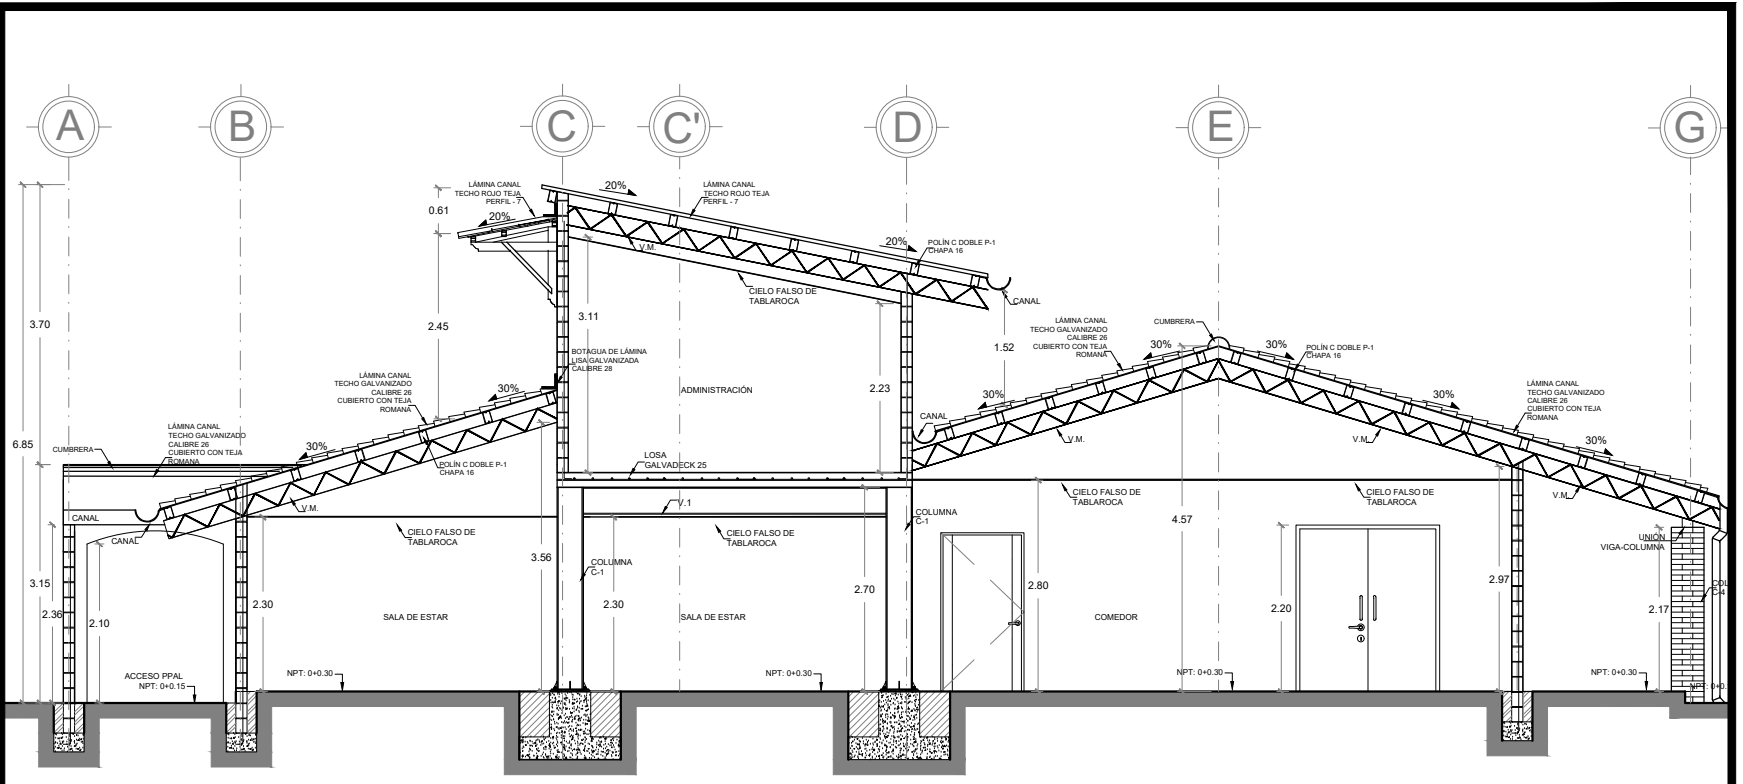 A
B
C
C'
D
E
G
LÁMINA CANAL
TECHO ROJO TEJA
PERFIL - 7
20%
LÁMINA CANAL
TECHO ROJO TEJA
PERFIL - 7
0.61
20%
20%
POLÍN C DOBLE P-1
CHAPA 16
V.M.
CIELO FALSO DE
TABLAROCA
CANAL
3.70
2.45
3.11
1.52
LÁMINA CANAL
TECHO GALVANIZADO
CALIBRE 26
CUBIERTO CON TEJA
ROMANA
CUMBRERA
30%
30%
POLÍN C DOBLE P-1
CHAPA 16
BOTAGUA DE LÁMINA
LISA GALVANIZADA
CALIBRE 28
LÁMINA CANAL
TECHO GALVANIZADO
CALIBRE 26
CUBIERTO CON TEJA
ROMANA
30%
ADMINISTRACIÓN
2.23
30%
30%
LÁMINA CANAL
TECHO GALVANIZADO
CALIBRE 26
CUBIERTO CON TEJA
ROMANA
CANAL
6.85
CUMBRERA
LÁMINA CANAL
TECHO GALVANIZADO
CALIBRE 26
CUBIERTO CON TEJA
ROMANA
30%
POLÍN C DOBLE P-1
CHAPA 16
LOSA
GALVADECK 25
V.M.
V.M.
30%
V.M.
V.M.
V.1
CIELO FALSO DE
TABLAROCA
CIELO FALSO DE
TABLAROCA
CANAL
CANAL
CIELO FALSO DE
TABLAROCA
CIELO FALSO DE
TABLAROCA
COLUMNA
C-1
4.57
UNIÓN
VIGA-COLUMNA
3.15
2.36
2.10
2.30
3.56
COLUMNA
C-1
2.30
2.70
2.80
2.20
2.97
2.17
C-4
SALA DE ESTAR
SALA DE ESTAR
COMEDOR
ACCESO PPAL
NPT: 0+0.15
NPT: 0+0.30
NPT: 0+0.30
NPT: 0+0.30
NPT: 0+0.30